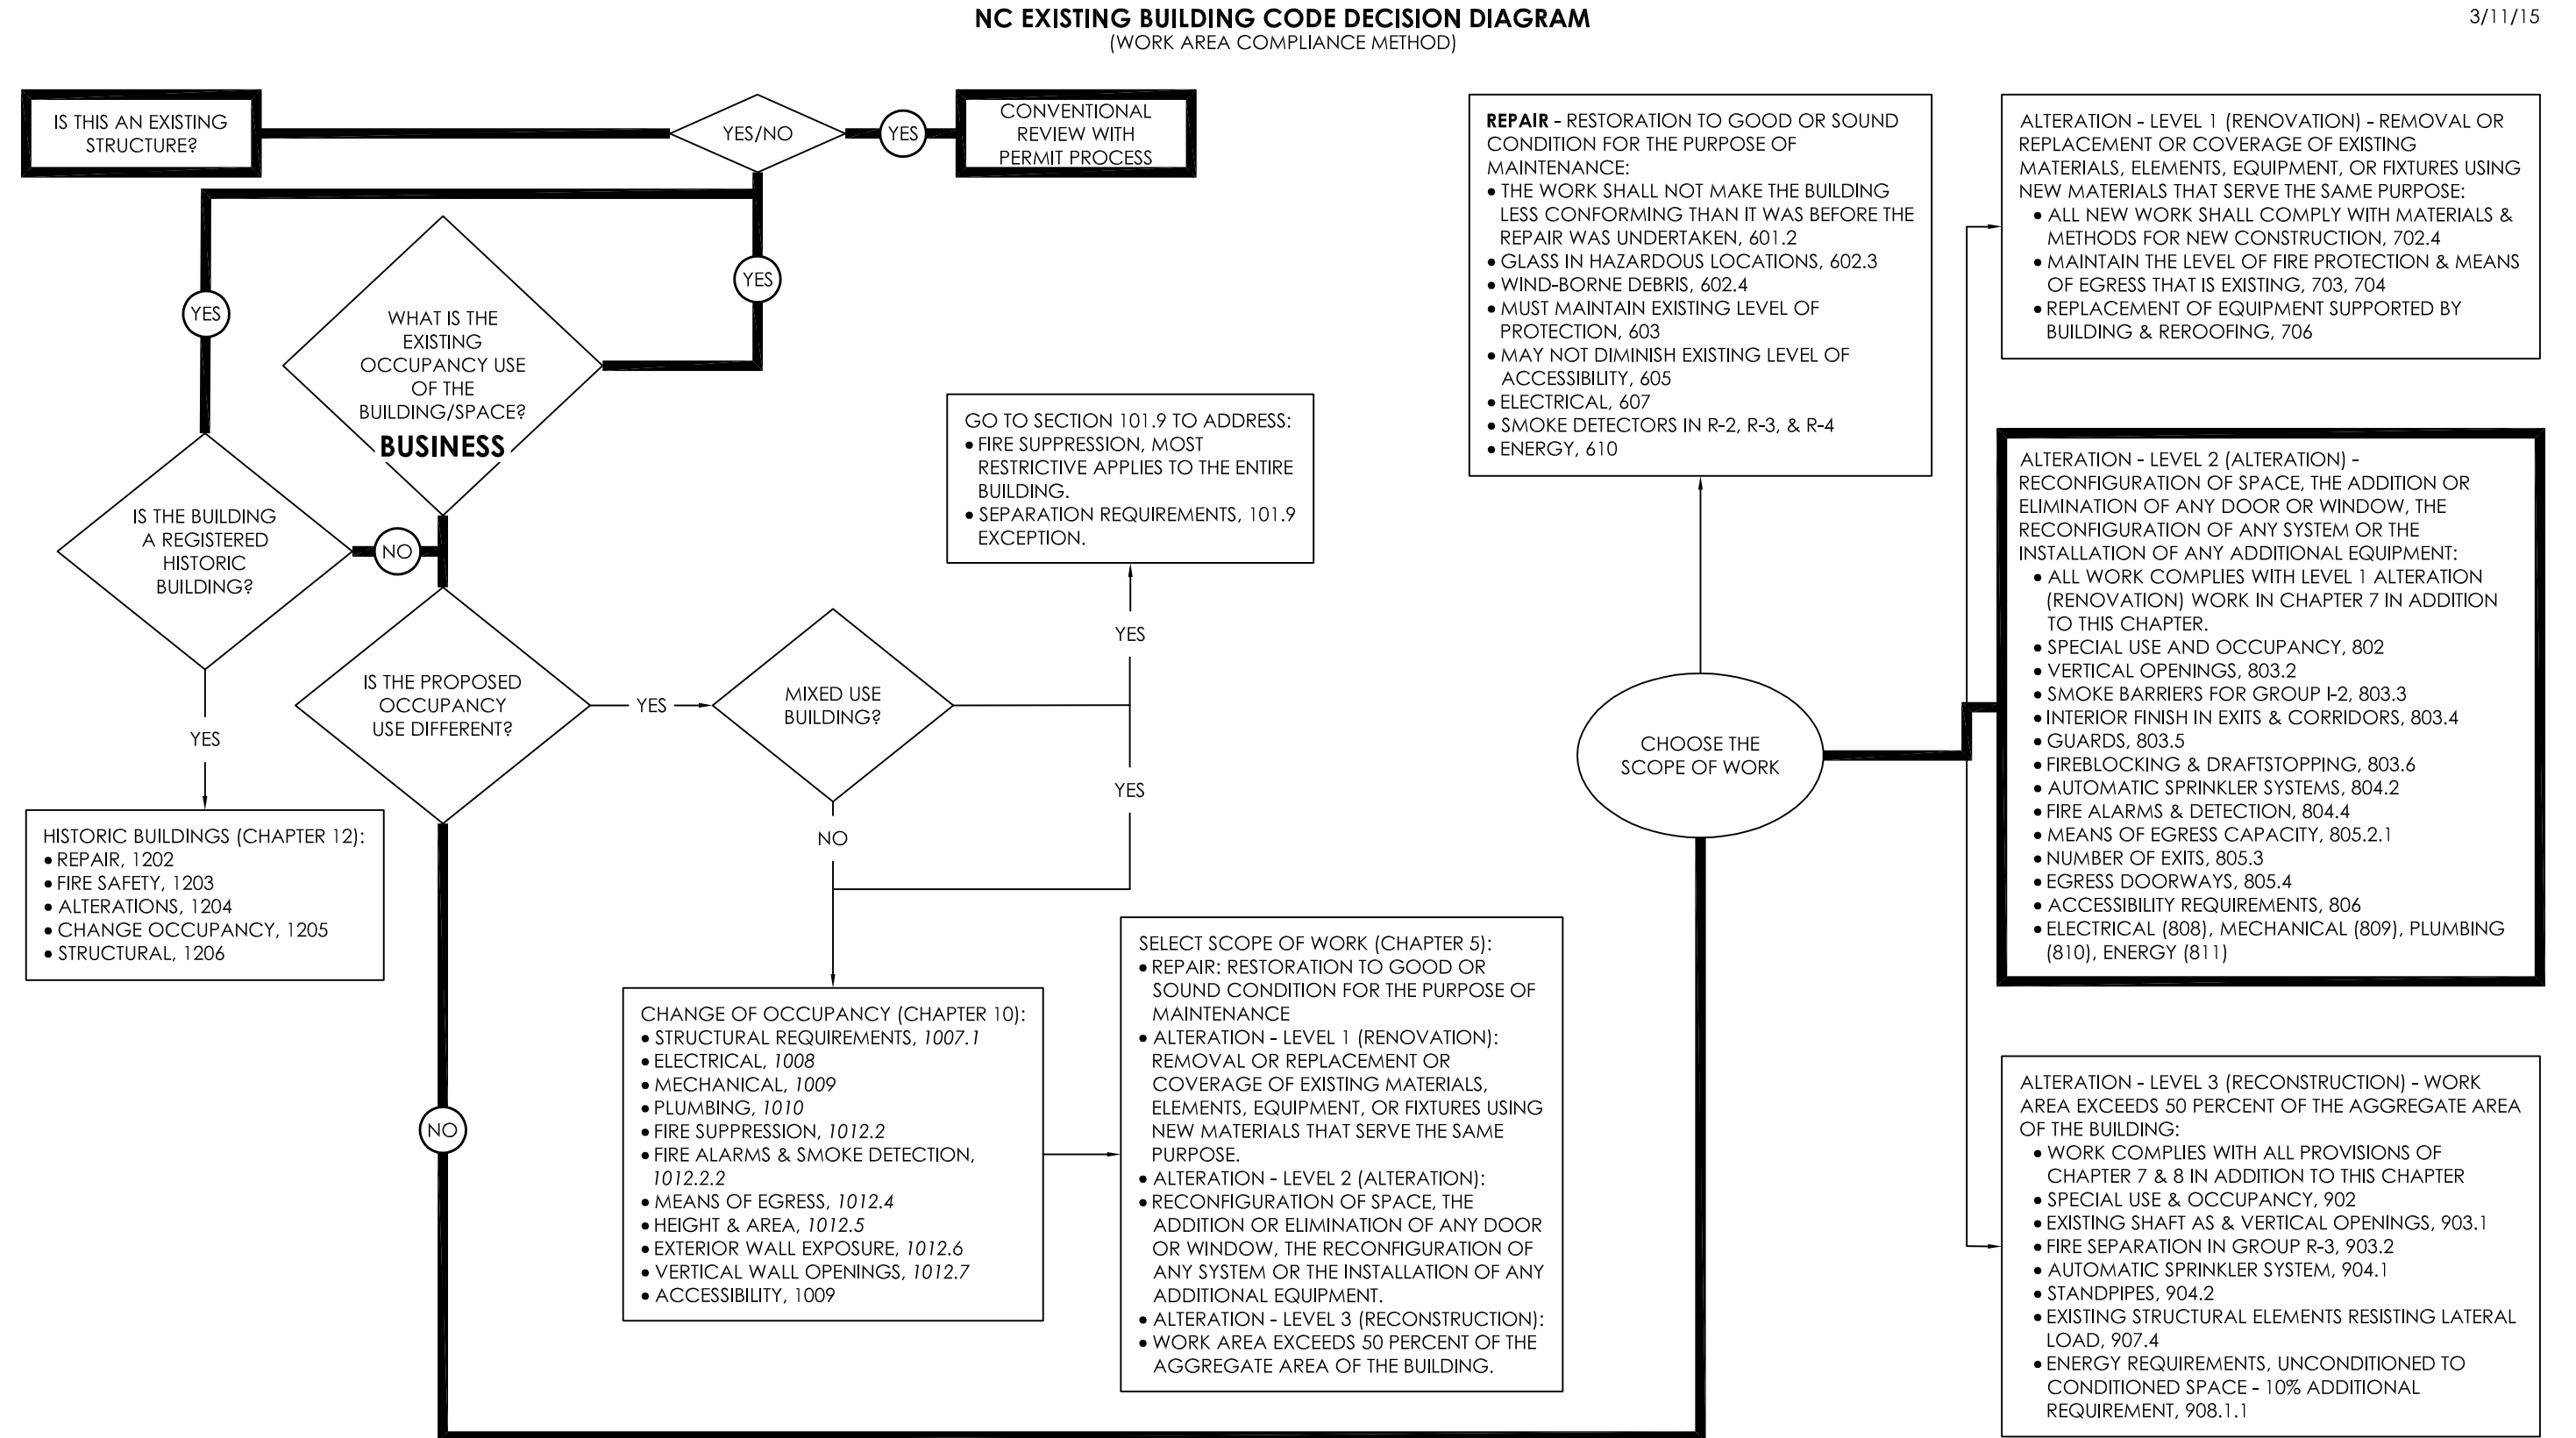 NC EXISTING BUILDING CODE DECISION DIAGRAM
(WORK AREA COMPLIANCE METHOD)
3/11/15
IS THIS AN EXISTING
STRUCTURE?
YES/NO
YES
CONVENTIONAL
REVIEW WITH
PERMIT PROCESS
YES
YES
WHAT IS THE
EXISTING
OCCUPANCY USE
OF THE
BUILDING/SPACE?
BUSINESS
IS THE BUILDING
A REGISTERED
HISTORIC
BUILDING?
NO
YES
HISTORIC BUILDINGS (CHAPTER 12):
• REPAIR, 1202
• FIRE SAFETY, 1203
• ALTERATIONS, 1204
• CHANGE OCCUPANCY, 1205
• STRUCTURAL, 1206
IS THE PROPOSED
OCCUPANCY
USE DIFFERENT?
YES
NO
MIXED USE
BUILDING?
YES
YES
NO
GO TO SECTION 101.9 TO ADDRESS:
• FIRE SUPPRESSION, MOST
RESTRICTIVE APPLIES TO THE ENTIRE
BUILDING.
• SEPARATION REQUIREMENTS, 101.9
EXCEPTION.
CHANGE OF OCCUPANCY (CHAPTER 10):
• STRUCTURAL REQUIREMENTS, 1007.1
• ELECTRICAL, 1008
• MECHANICAL, 1009
• PLUMBING, 1010
• FIRE SUPPRESSION, 1012.2
• FIRE ALARMS & SMOKE DETECTION,
1012.2.2
• MEANS OF EGRESS, 1012.4
• HEIGHT & AREA, 1012.5
• EXTERIOR WALL EXPOSURE, 1012.6
• VERTICAL WALL OPENINGS, 1012.7
• ACCESSIBILITY, 1009
SELECT SCOPE OF WORK (CHAPTER 5):
• REPAIR: RESTORATION TO GOOD OR
SOUND CONDITION FOR THE PURPOSE OF
MAINTENANCE
• ALTERATION - LEVEL 1 (RENOVATION):
REMOVAL OR REPLACEMENT OR
COVERAGE OF EXISTING MATERIALS,
ELEMENTS, EQUIPMENT, OR FIXTURES USING
NEW MATERIALS THAT SERVE THE SAME
PURPOSE.
• ALTERATION - LEVEL 2 (ALTERATION):
• RECONFIGURATION OF SPACE, THE
ADDITION OR ELIMINATION OF ANY DOOR
OR WINDOW, THE RECONFIGURATION OF
ANY SYSTEM OR THE INSTALLATION OF ANY
ADDITIONAL EQUIPMENT.
• ALTERATION - LEVEL 3 (RECONSTRUCTION):
• WORK AREA EXCEEDS 50 PERCENT OF THE
AGGREGATE AREA OF THE BUILDING.
REPAIR - RESTORATION TO GOOD OR SOUND
CONDITION FOR THE PURPOSE OF
MAINTENANCE:
• THE WORK SHALL NOT MAKE THE BUILDING
LESS CONFORMING THAN IT WAS BEFORE THE
REPAIR WAS UNDERTAKEN, 601.2
• GLASS IN HAZARDOUS LOCATIONS, 602.3
• WIND-BORNE DEBRIS, 602.4
• MUST MAINTAIN EXISTING LEVEL OF
PROTECTION, 603
• MAY NOT DIMINISH EXISTING LEVEL OF
ACCESSIBILITY, 605
• ELECTRICAL, 607
• SMOKE DETECTORS IN R-2, R-3, & R-4
• ENERGY, 610
CHOOSE THE
SCOPE OF WORK
ALTERATION - LEVEL 1 (RENOVATION) - REMOVAL OR
REPLACEMENT OR COVERAGE OF EXISTING
MATERIALS, ELEMENTS, EQUIPMENT, OR FIXTURES USING
NEW MATERIALS THAT SERVE THE SAME PURPOSE:
• ALL NEW WORK SHALL COMPLY WITH MATERIALS &
METHODS FOR NEW CONSTRUCTION, 702.4
• MAINTAIN THE LEVEL OF FIRE PROTECTION & MEANS
OF EGRESS THAT IS EXISTING, 703, 704
• REPLACEMENT OF EQUIPMENT SUPPORTED BY
BUILDING & REROOFING, 706
ALTERATION - LEVEL 2 (ALTERATION) -
RECONFIGURATION OF SPACE, THE ADDITION OR
ELIMINATION OF ANY DOOR OR WINDOW, THE
RECONFIGURATION OF ANY SYSTEM OR THE
INSTALLATION OF ANY ADDITIONAL EQUIPMENT:
• ALL WORK COMPLIES WITH LEVEL 1 ALTERATION
(RENOVATION) WORK IN CHAPTER 7 IN ADDITION
TO THIS CHAPTER.
• SPECIAL USE AND OCCUPANCY, 802
• VERTICAL OPENINGS, 803.2
• SMOKE BARRIERS FOR GROUP I-2, 803.3
• INTERIOR FINISH IN EXITS & CORRIDORS, 803.4
• GUARDS, 803.5
• FIREBLOCKING & DRAFTSTOPPING, 803.6
• AUTOMATIC SPRINKLER SYSTEMS, 804.2
• FIRE ALARMS & DETECTION, 804.4
• MEANS OF EGRESS CAPACITY, 805.2.1
• NUMBER OF EXITS, 805.3
• EGRESS DOORWAYS, 805.4
• ACCESSIBILITY REQUIREMENTS, 806
• ELECTRICAL (808), MECHANICAL (809), PLUMBING
(810), ENERGY (811)
ALTERATION - LEVEL 3 (RECONSTRUCTION) - WORK
AREA EXCEEDS 50 PERCENT OF THE AGGREGATE AREA
OF THE BUILDING:
• WORK COMPLIES WITH ALL PROVISIONS OF
CHAPTER 7 & 8 IN ADDITION TO THIS CHAPTER
• SPECIAL USE & OCCUPANCY, 902
• EXISTING SHAFT AS & VERTICAL OPENINGS, 903.1
• FIRE SEPARATION IN GROUP R-3, 903.2
• AUTOMATIC SPRINKLER SYSTEM, 904.1
• STANDPIPES, 904.2
• EXISTING STRUCTURAL ELEMENTS RESISTING LATERAL
LOAD, 907.4
• ENERGY REQUIREMENTS, UNCONDITIONED TO
CONDITIONED SPACE - 10% ADDITIONAL
REQUIREMENT, 908.1.1